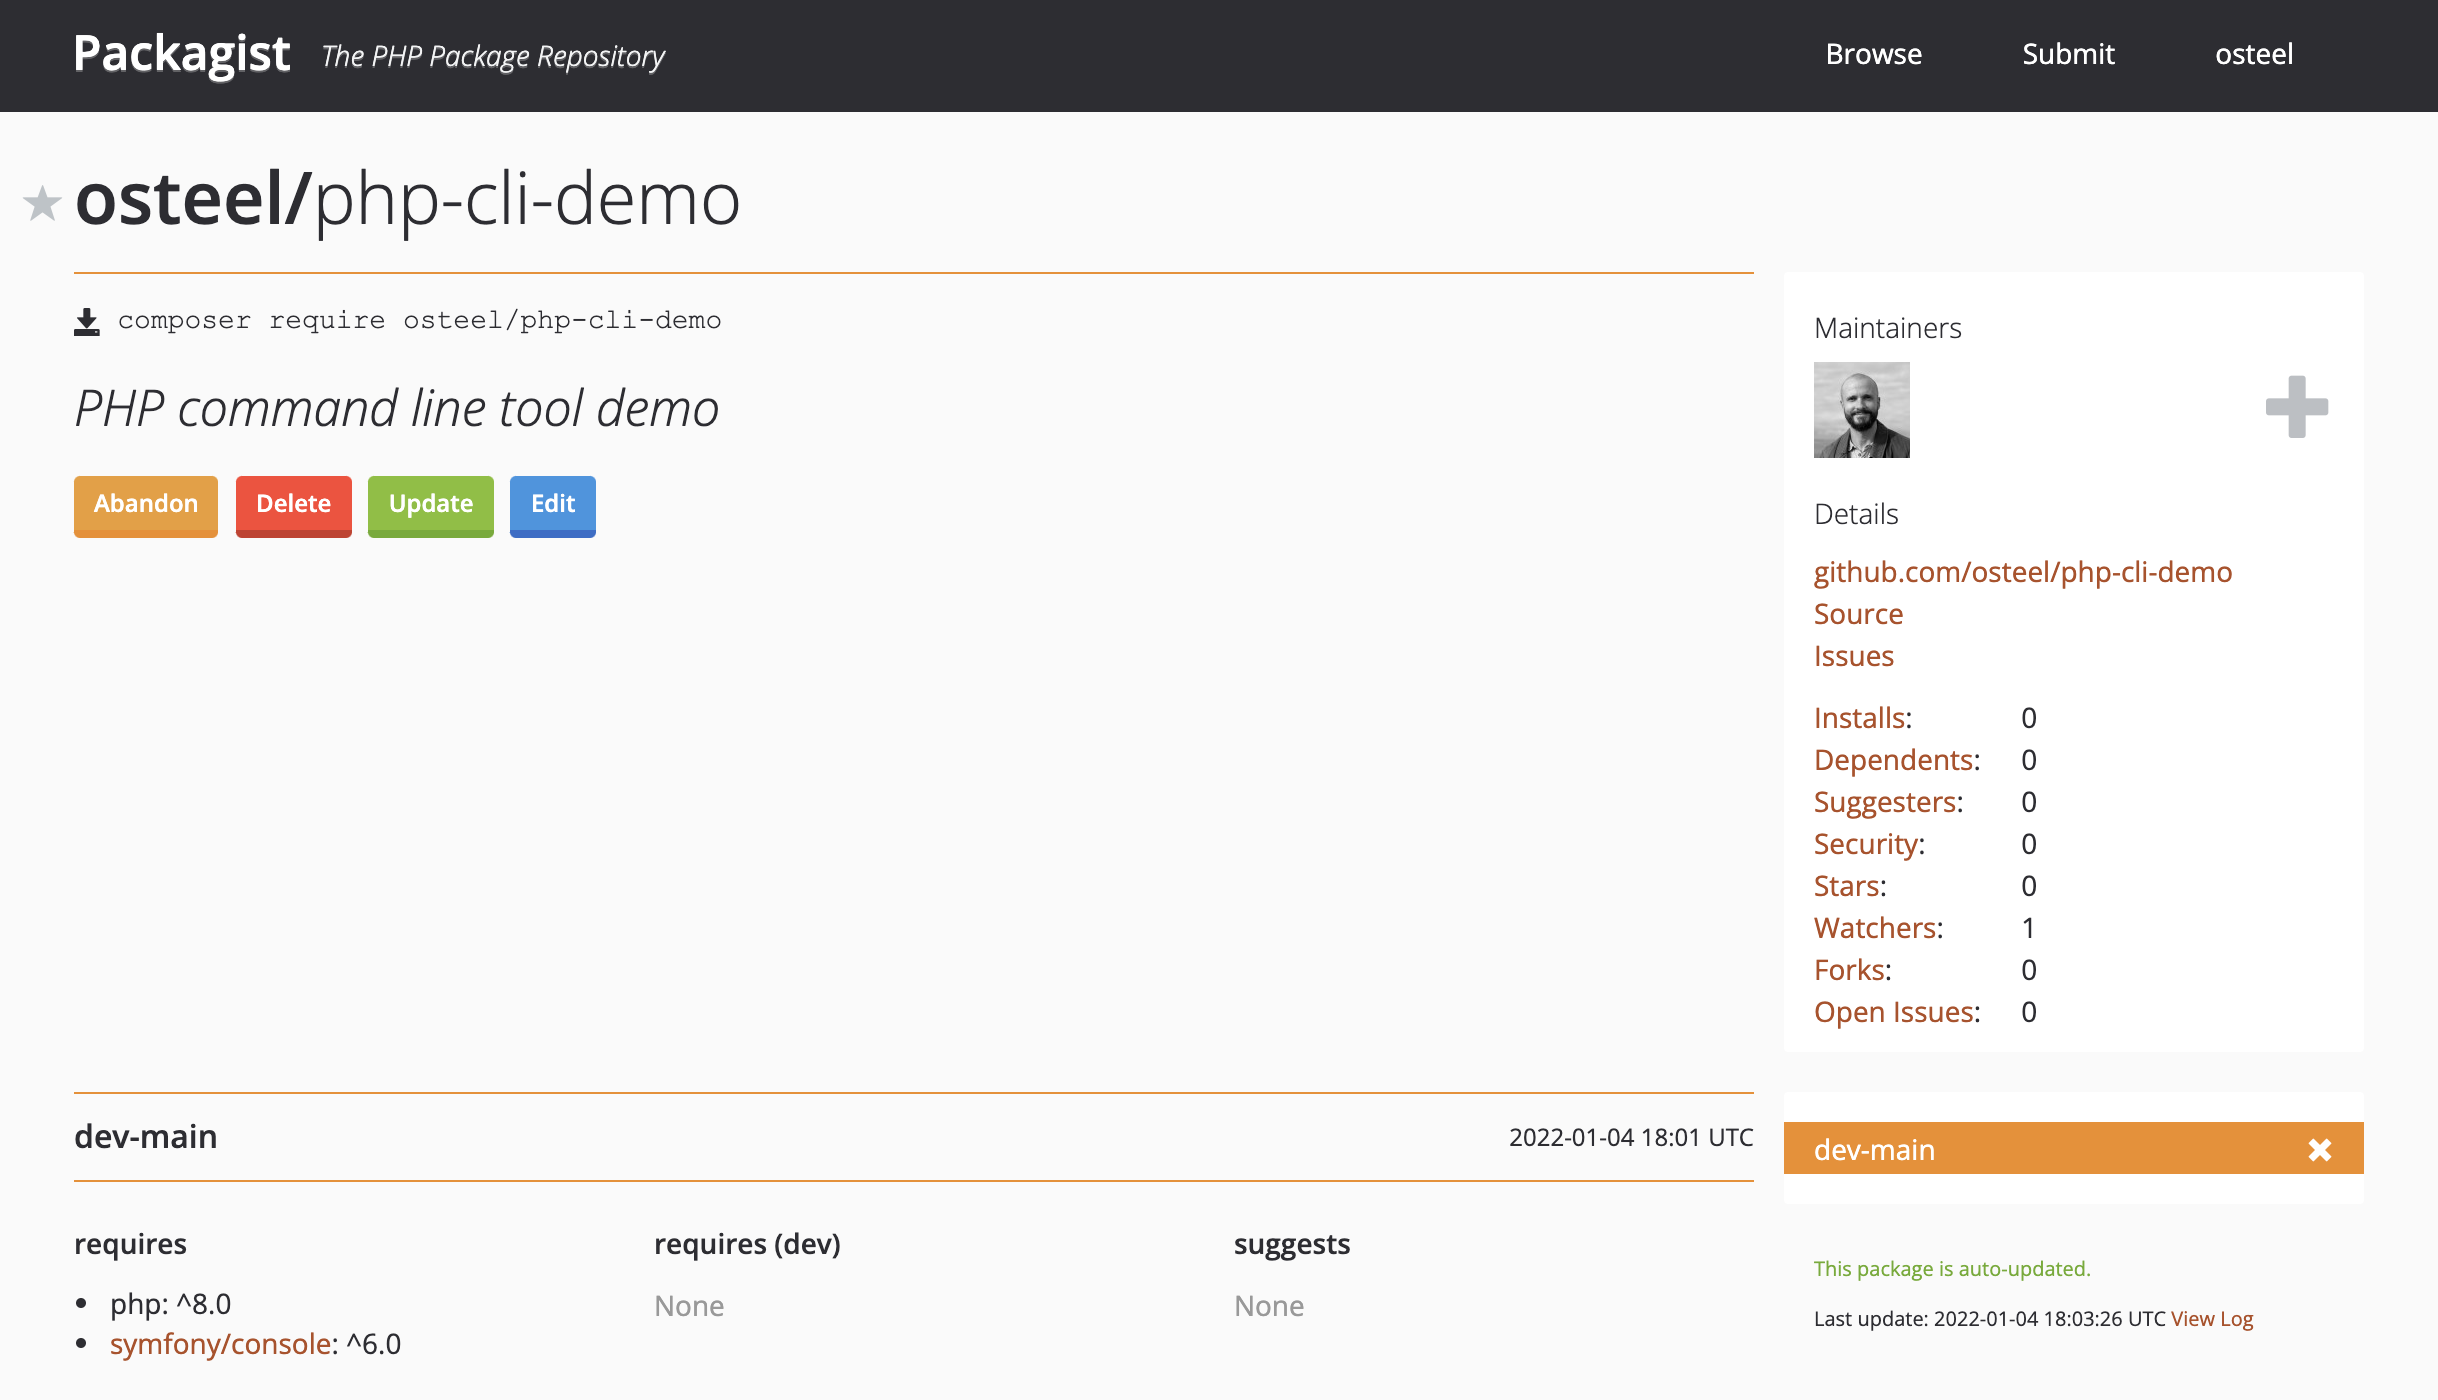 Packagist The PHP Package Repository
Browse Submit osteel
osteel/php-cli-demo
composer require osteel/php-cli-demo
PHP command line tool demo
Abandon Delete Update Edit
Maintainers
Details
github.com/osteel/php-cli-demo
Source
Issues
Installs: 0
Dependents: 0
Suggesters: 0
Security: 0
Stars: 0
Watchers: 1
Forks: 0
Open Issues: 0
dev-main 2022-01-04 18:01 UTC
requires
php: ^8.0
symfony/console: ^6.0
requires (dev)
None
suggests
None
dev-main
This package is auto-updated.
Last update: 2022-01-04 18:03:26 UTC View Log